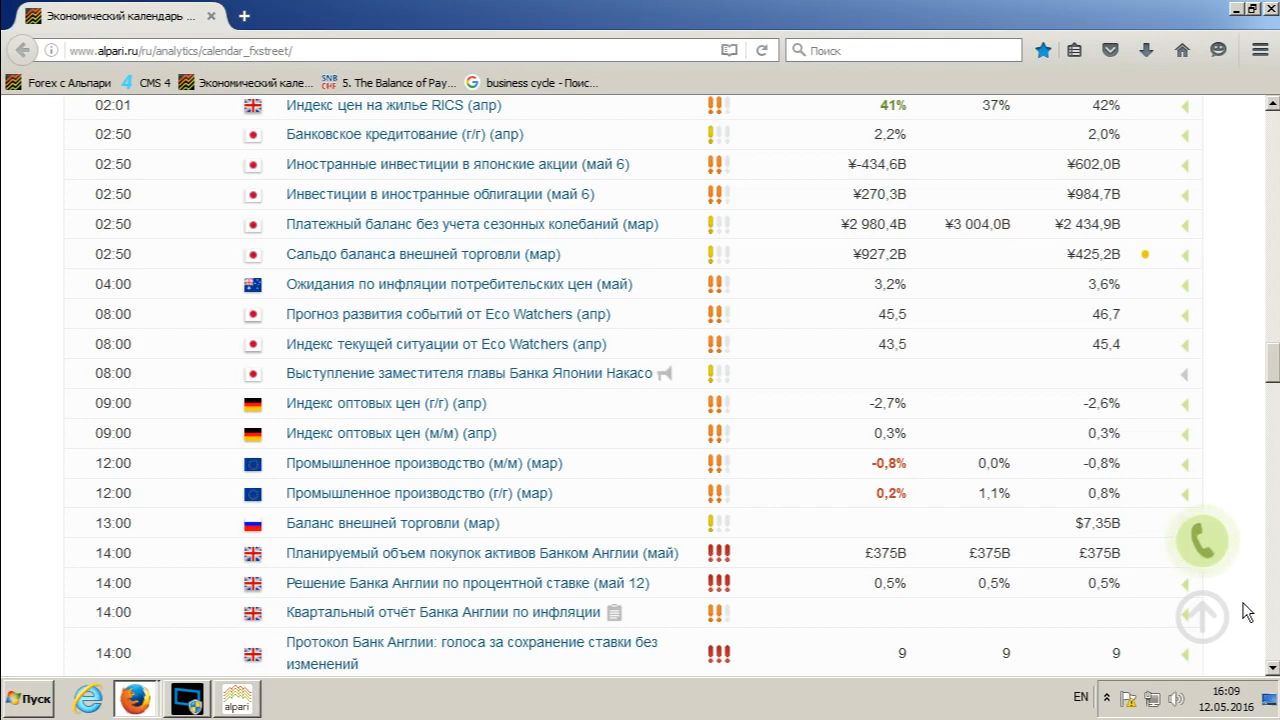 Экономический календарь ...
www.alpari.ru/ru/analytics/calendar_fxstreet/
Поиск
Forex с Альпари
4 CMS 4
Экономический кале...
SNB CHF 5. The Balance of Pay...
G business cycle - Поис...
02:01 Индекс цен на жильё RICS (апр) 41% 37% 42%
02:50 Банковское кредитование (г/г) (апр) 2,2% 2,0%
02:50 Иностранные инвестиции в японские акции (май 6) ¥-434,6B ¥602,0B
02:50 Инвестиции в иностранные облигации (май 6) ¥270,3B ¥984,7B
02:50 Платежный баланс без учета сезонных колебаний (мар) ¥2 980,4B ¥3 004,0B ¥2 434,9B
02:50 Сальдо баланса внешней торговли (мар) ¥927,2B ¥425,2B
04:00 Ожидания по инфляции потребительских цен (май) 3,2% 3,6%
08:00 Прогноз развития событий от Eco Watchers (апр) 45,5 46,7
08:00 Индекс текущей ситуации от Eco Watchers (апр) 43,5 45,4
08:00 Выступление заместителя главы Банка Японии Накасо
09:00 Индекс оптовых цен (г/г) (апр) -2,7% -2,6%
09:00 Индекс оптовых цен (м/м) (апр) 0,3% 0,3%
12:00 Промышленное производство (м/м) (мар) -0,8% 0,0% -0,8%
12:00 Промышленное производство (г/г) (мар) 0,2% 1,1% 0,8%
13:00 Баланс внешней торговли (мар) $7,35B
14:00 Планируемый объем покупок активов Банком Англии (май) £375B £375B £375B
14:00 Решение Банка Англии по процентной ставке (май 12) 0,5% 0,5% 0,5%
14:00 Квартальный отчёт Банка Англии по инфляции
14:00 Протокол Банк Англии: голоса за сохранение ставки без изменений 9 9 9
Пуск
alpari
EN
16:09
12.05.2016